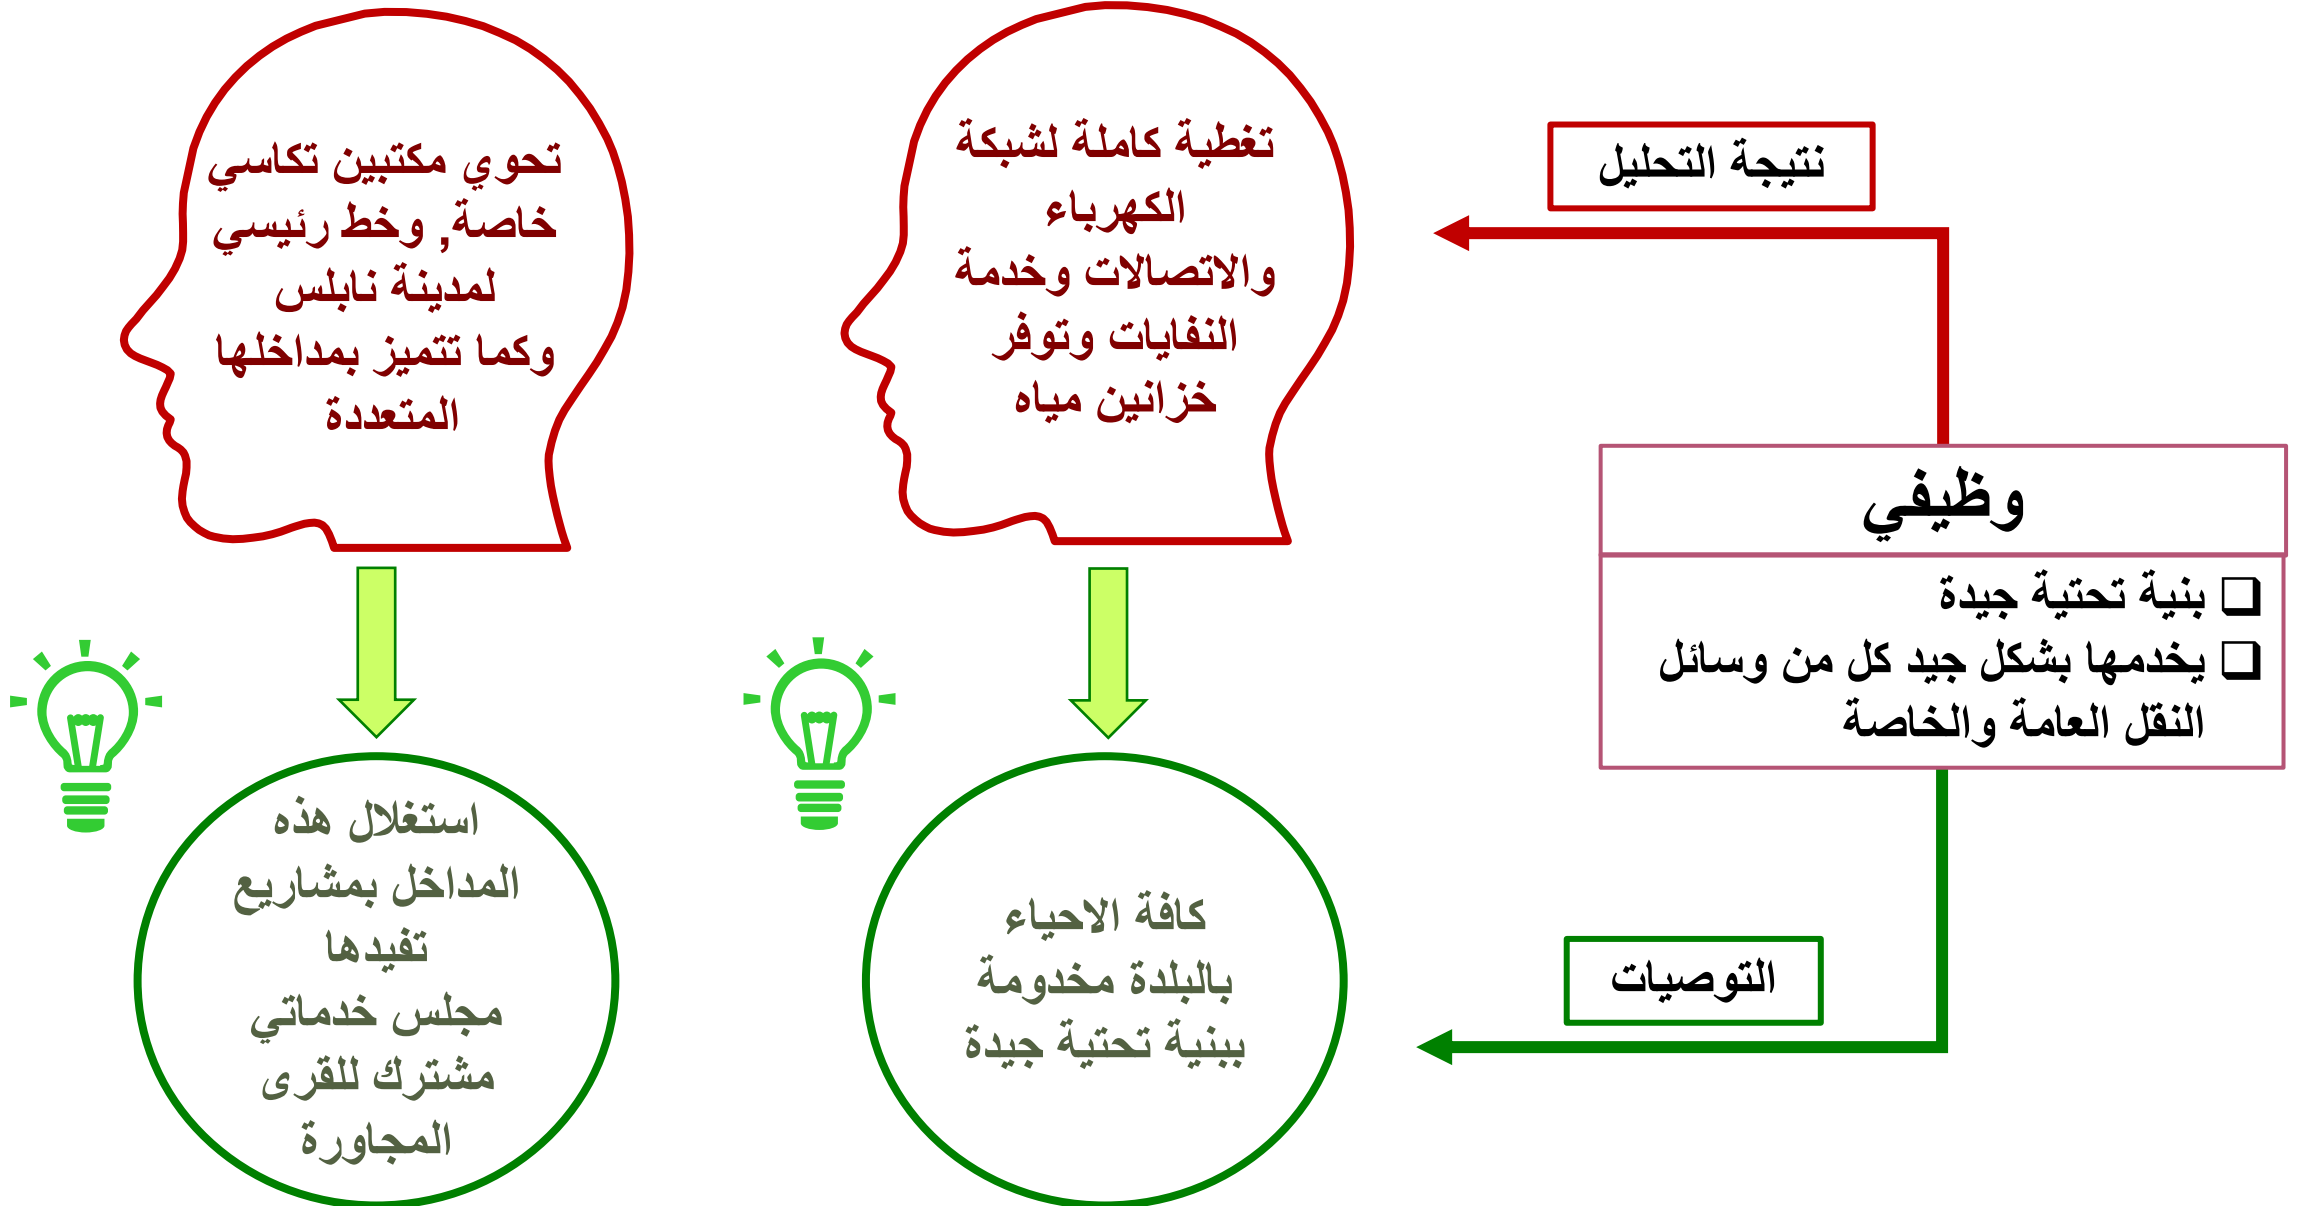 نتيجة التحليل
وظيفي
بنية تحتية جيدة
يخدمها بشكل جيد كل من وسائل
النقل العامة والخاصة
التوصيات
تغطية كاملة لشبكة
الكهرباء
والاتصالات وخدمة
النفايات وتوفر
خزانين مياه
كافة الاحياء
بالبلدة مخدومة
ببنية تحتية جيدة
تحوي مكتبين تكاسي
خاصة, وخط رئيسي
لمدينة نابلس
وكما تتميز بمداخلها
المتعددة
استغلال هذه
المداخل بمشاريع
تفيدها
مجلس خدماتي
مشترك للقرى
المجاورة